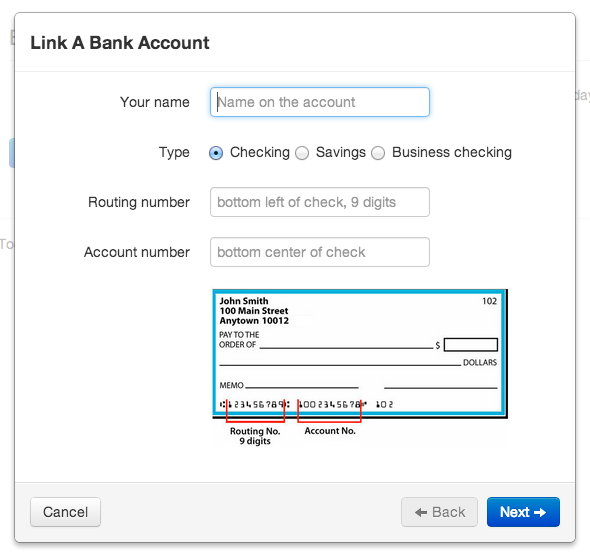 Link A Bank Account
Your name
Name on the account
Type Checking Savings Business checking
Routing number
bottom left of check, 9 digits
Account number
bottom center of check
John Smith 102
100 Main Street
Anytown 10012
PAY TO THE
ORDER OF $
DOLLARS
MEMO
⑆123456789⑆ 1002345678⑈ 102
Routing No. Account No.
9 digits
Cancel
Back
Next